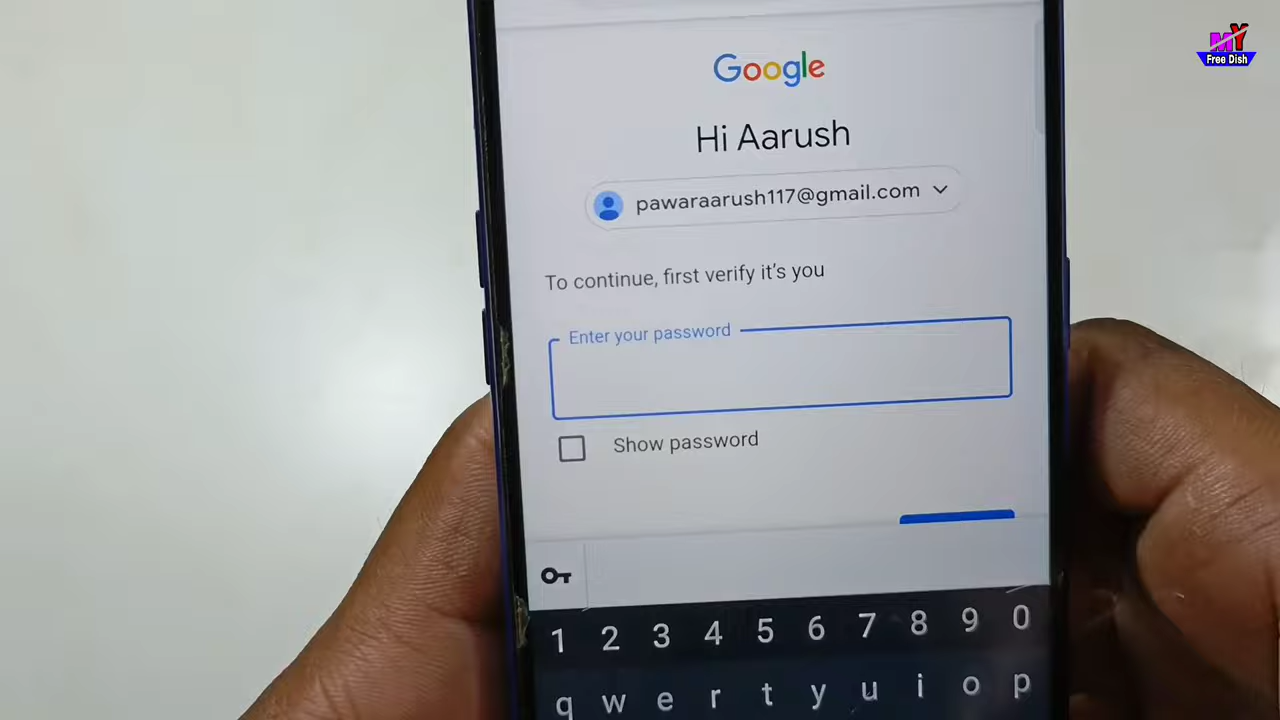 MY
Free Dish
Google
Hi Aarush
pawaraarush117@gmail.com
To continue, first verify it's you
Enter your password
Show password
1 2 3 4 5 6 7 8 9 0
q w e r t y u i o p